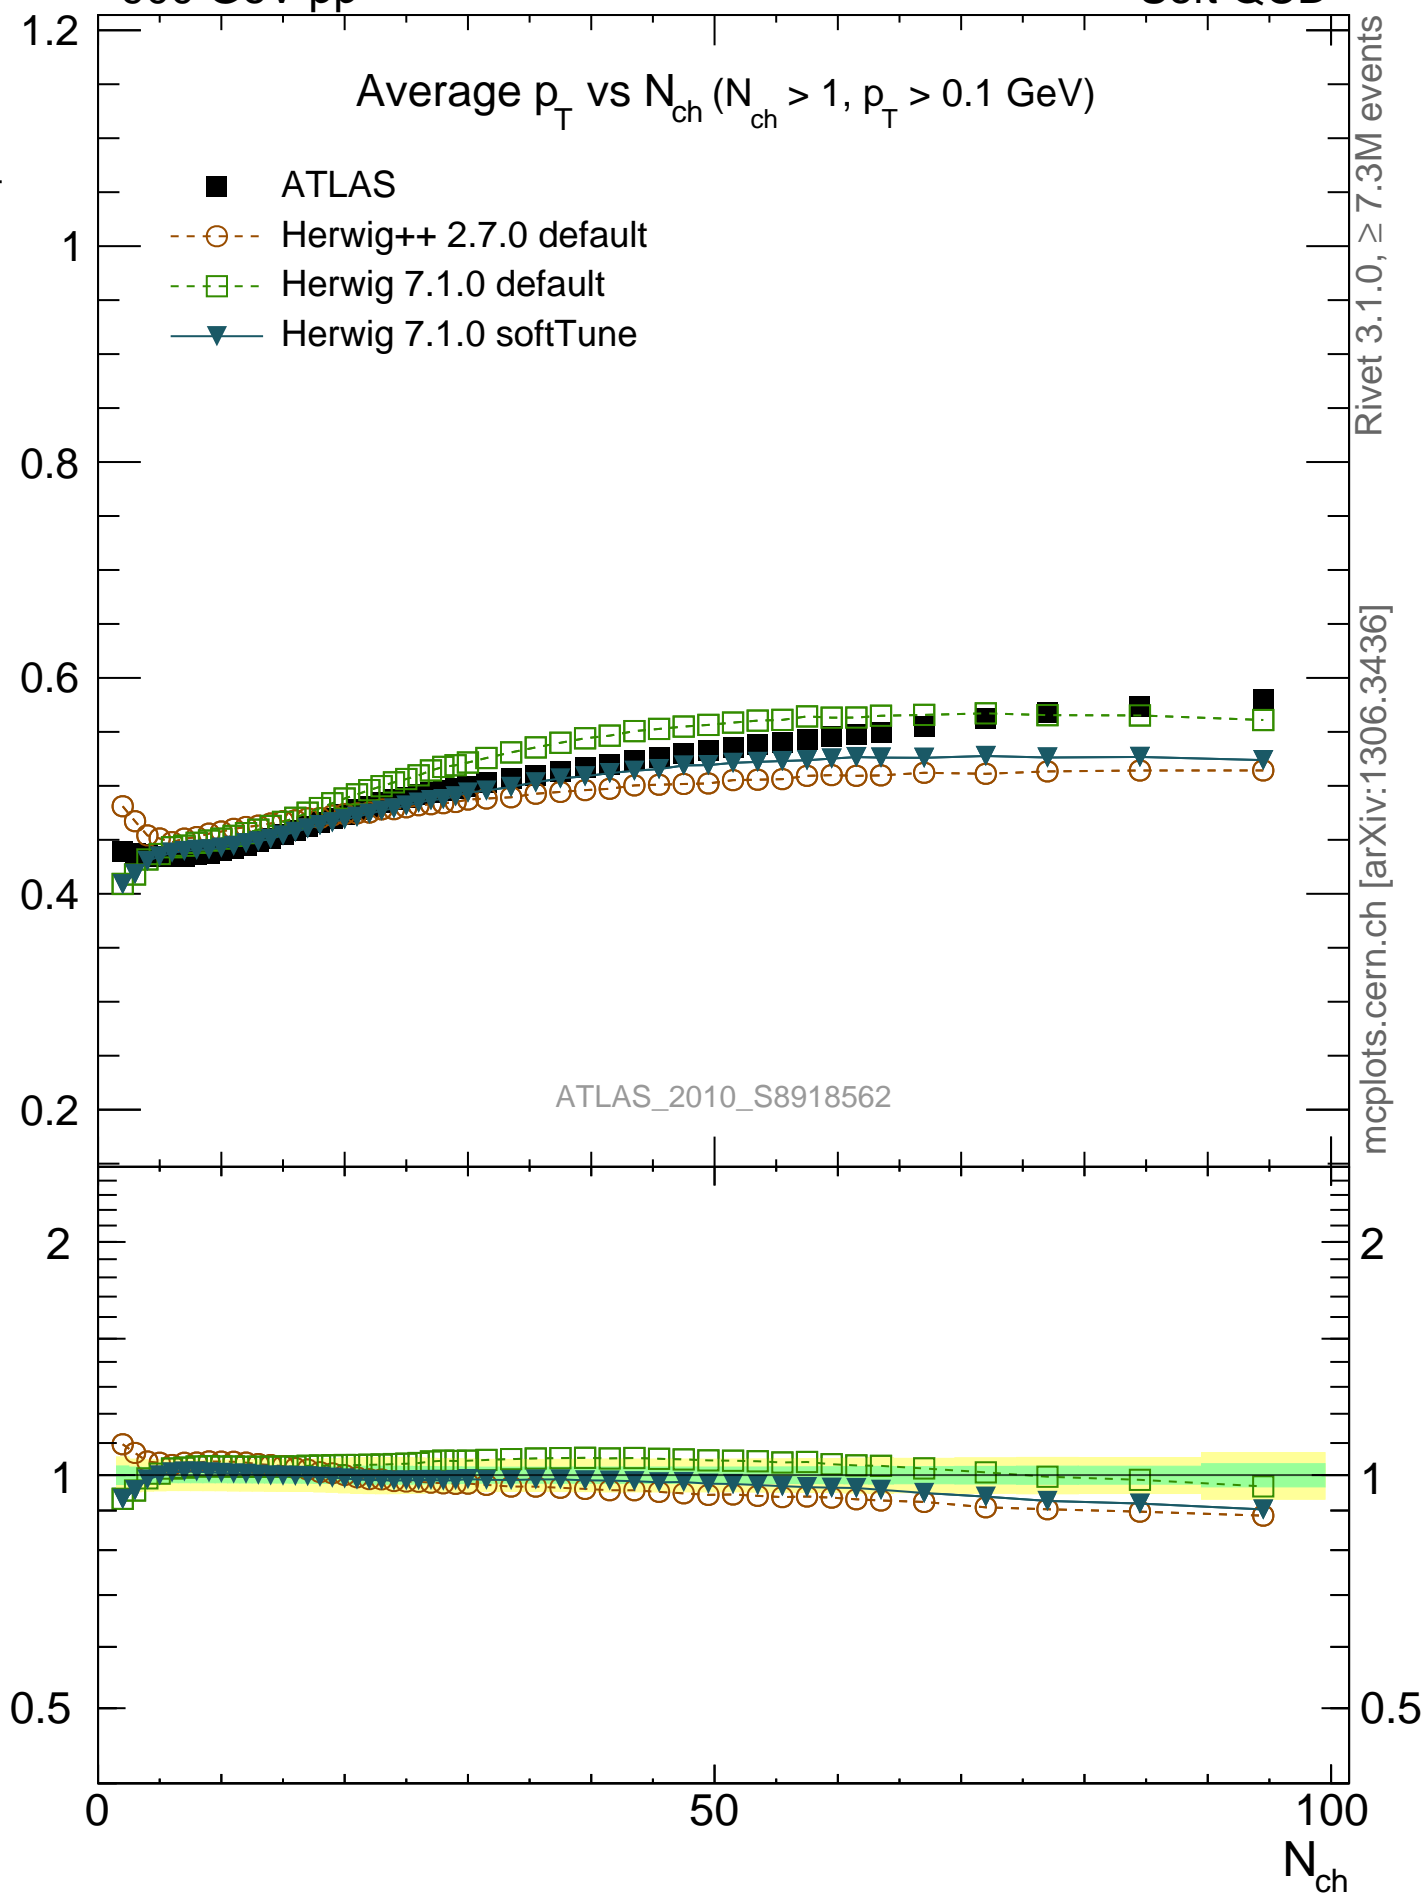 Average p_T vs N_ch (N_ch > 1, p_T > 0.1 GeV)
ATLAS
Herwig++ 2.7.0 default
Herwig 7.1.0 default
Herwig 7.1.0 softTune
1.2
1
0.8
0.6
0.4
0.2
ATLAS_2010_S8918562
Rivet 3.1.0, ≥ 7.3M events
mcplots.cern.ch [arXiv:1306.3436]
2
1
0.5
2
1
0.5
0
50
100
N_ch